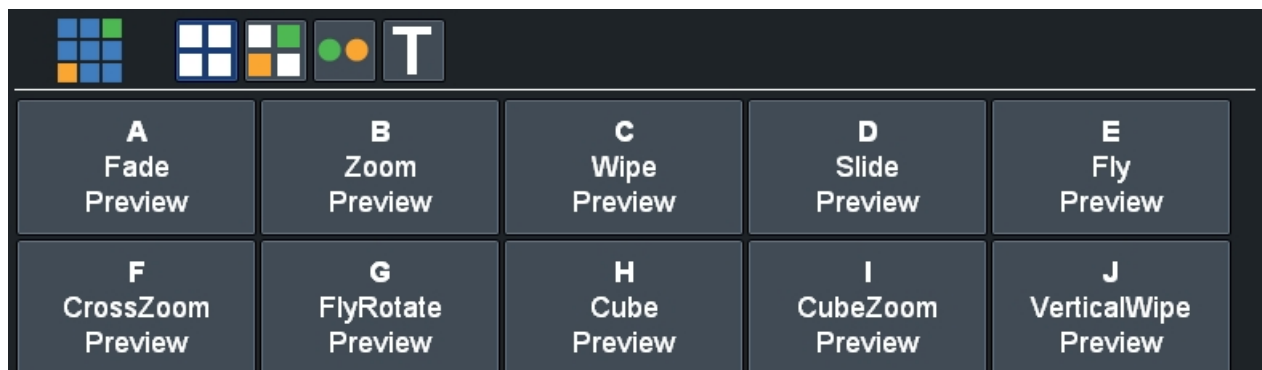 T
A
Fade
Preview
B
Zoom
Preview
C
Wipe
Preview
D
Slide
Preview
E
Fly
Preview
F
CrossZoom
Preview
G
FlyRotate
Preview
H
Cube
Preview
I
CubeZoom
Preview
J
VerticalWipe
Preview